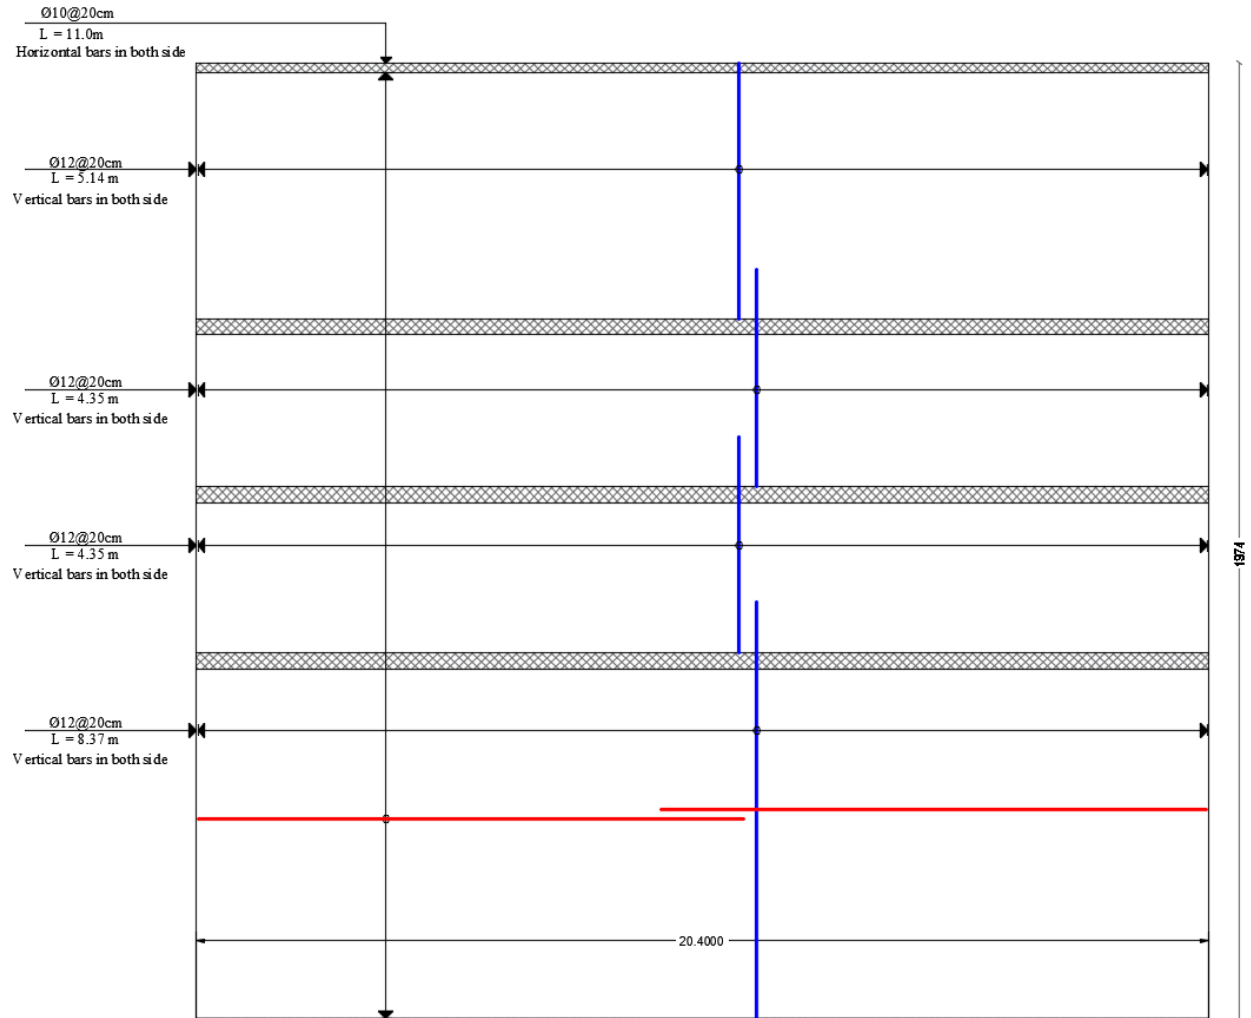 Ø10@20cm
L = 11.0m
Horizontal bars in both side
Ø12@20cm
L = 5.14 m
Vertical bars in both side
Ø12@20cm
L = 4.35 m
Vertical bars in both side
Ø12@20cm
L = 4.35 m
Vertical bars in both side
1974
Ø12@20cm
L = 8.37 m
Vertical bars in both side
20.4000